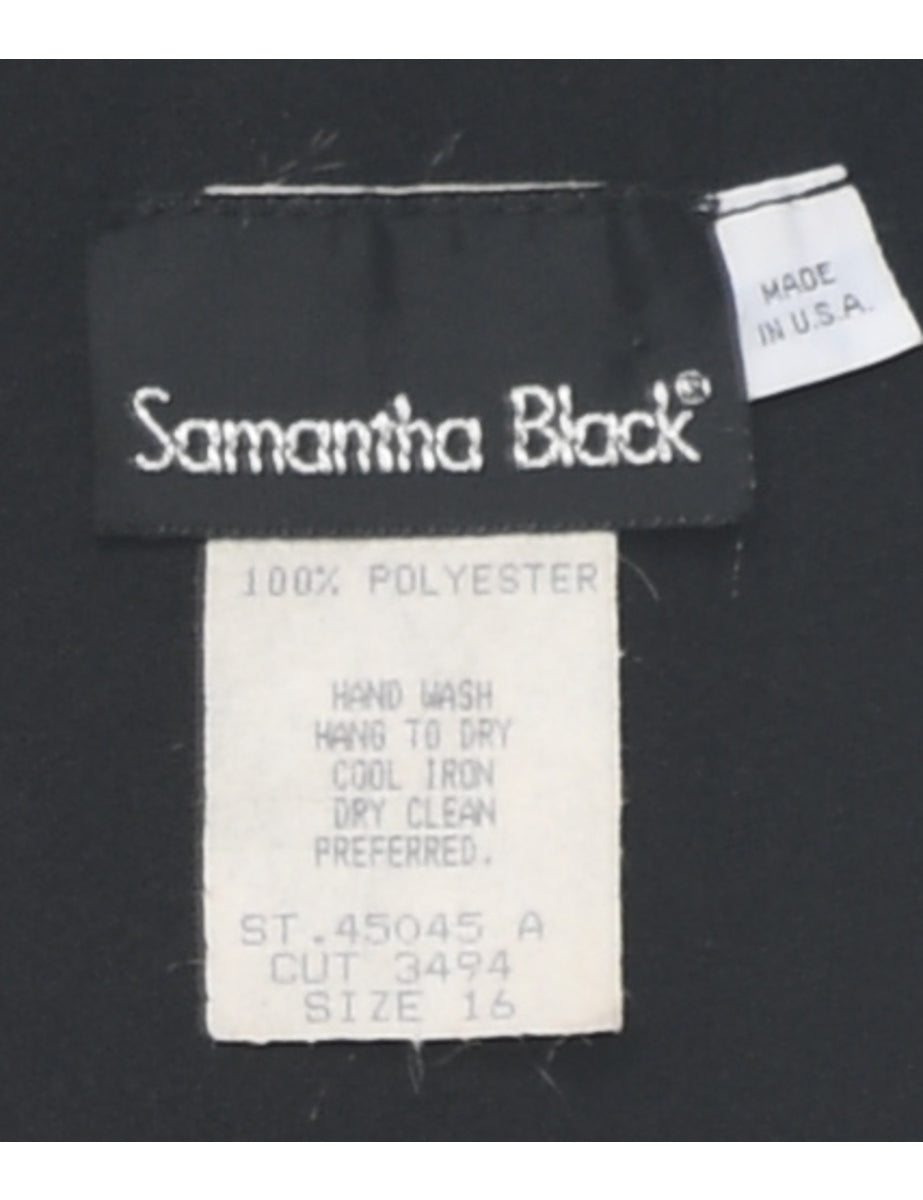 Samantha Black®
MADE
IN U.S.A.
100% POLYESTER
HAND WASH
HANG TO DRY
COOL IRON
DRY CLEAN
PREFERRED.
ST.45045 A
CUT 3494
SIZE 16